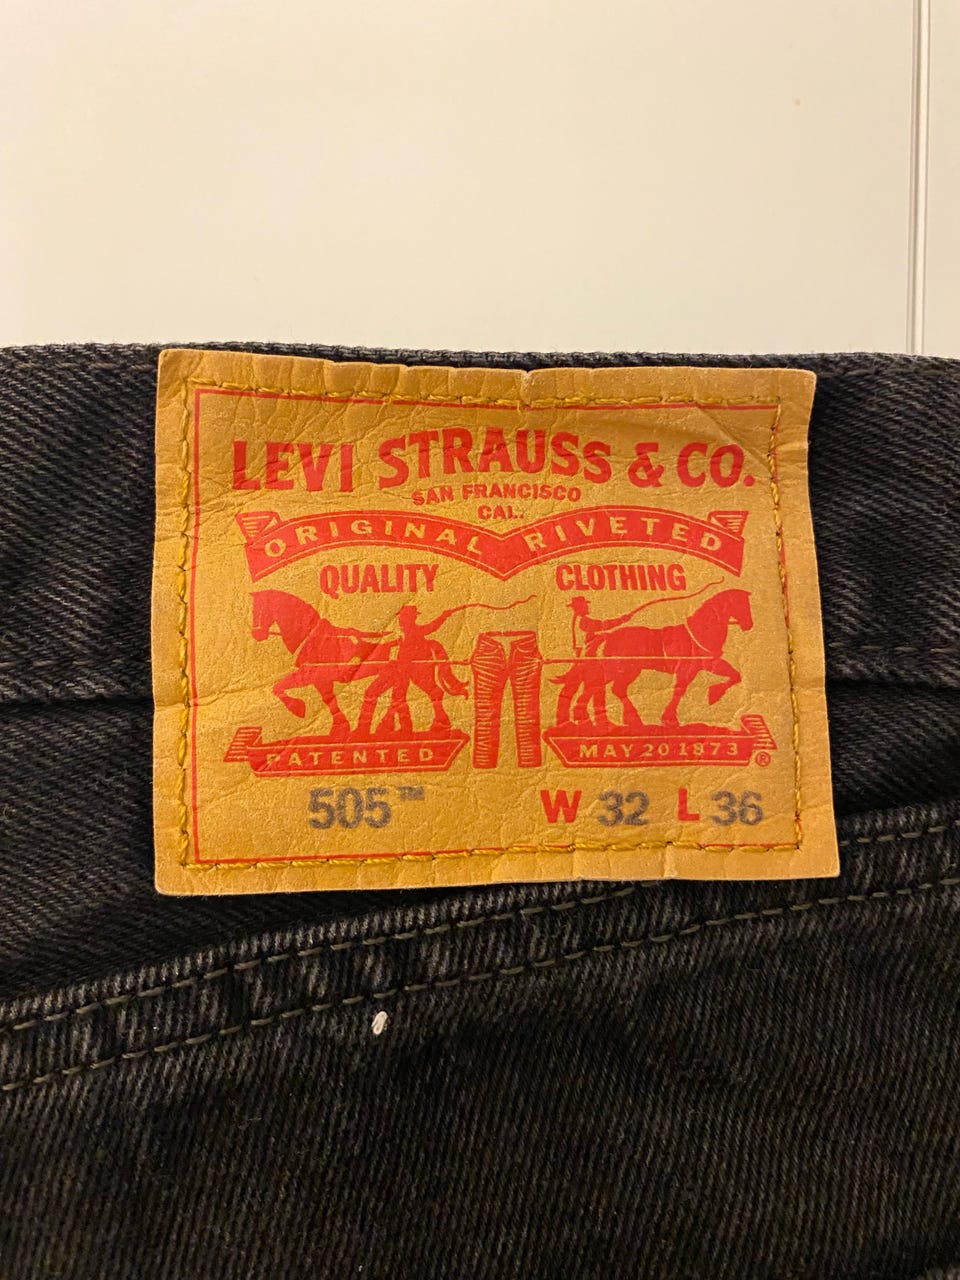 LEVI STRAUSS & CO.
SAN FRANCISCO
CAL.
ORIGINAL RIVETED
QUALITY CLOTHING
PATENTED MAY 20 1873 ®
505™ W 32 L 36